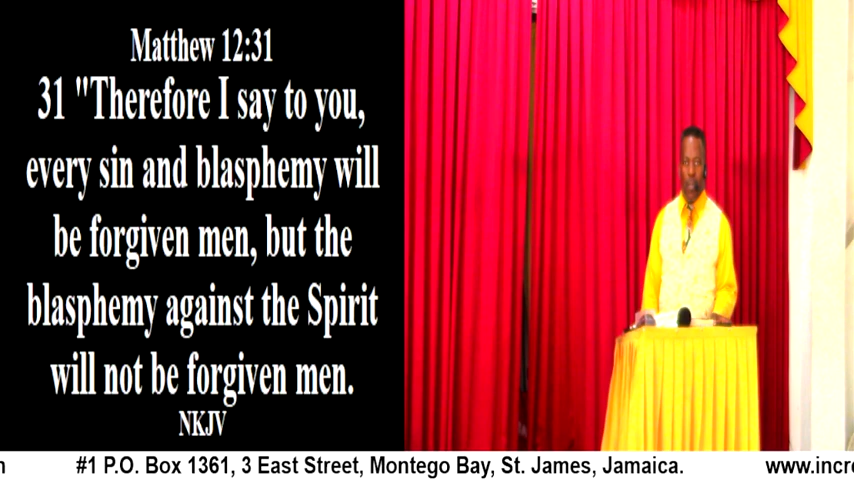 Matthew 12:31
31 "Therefore I say to you,
every sin and blasphemy will
be forgiven men, but the
blasphemy against the Spirit
will not be forgiven men.
NKJV
#1 P.O. Box 1361, 3 East Street, Montego Bay, St. James, Jamaica.